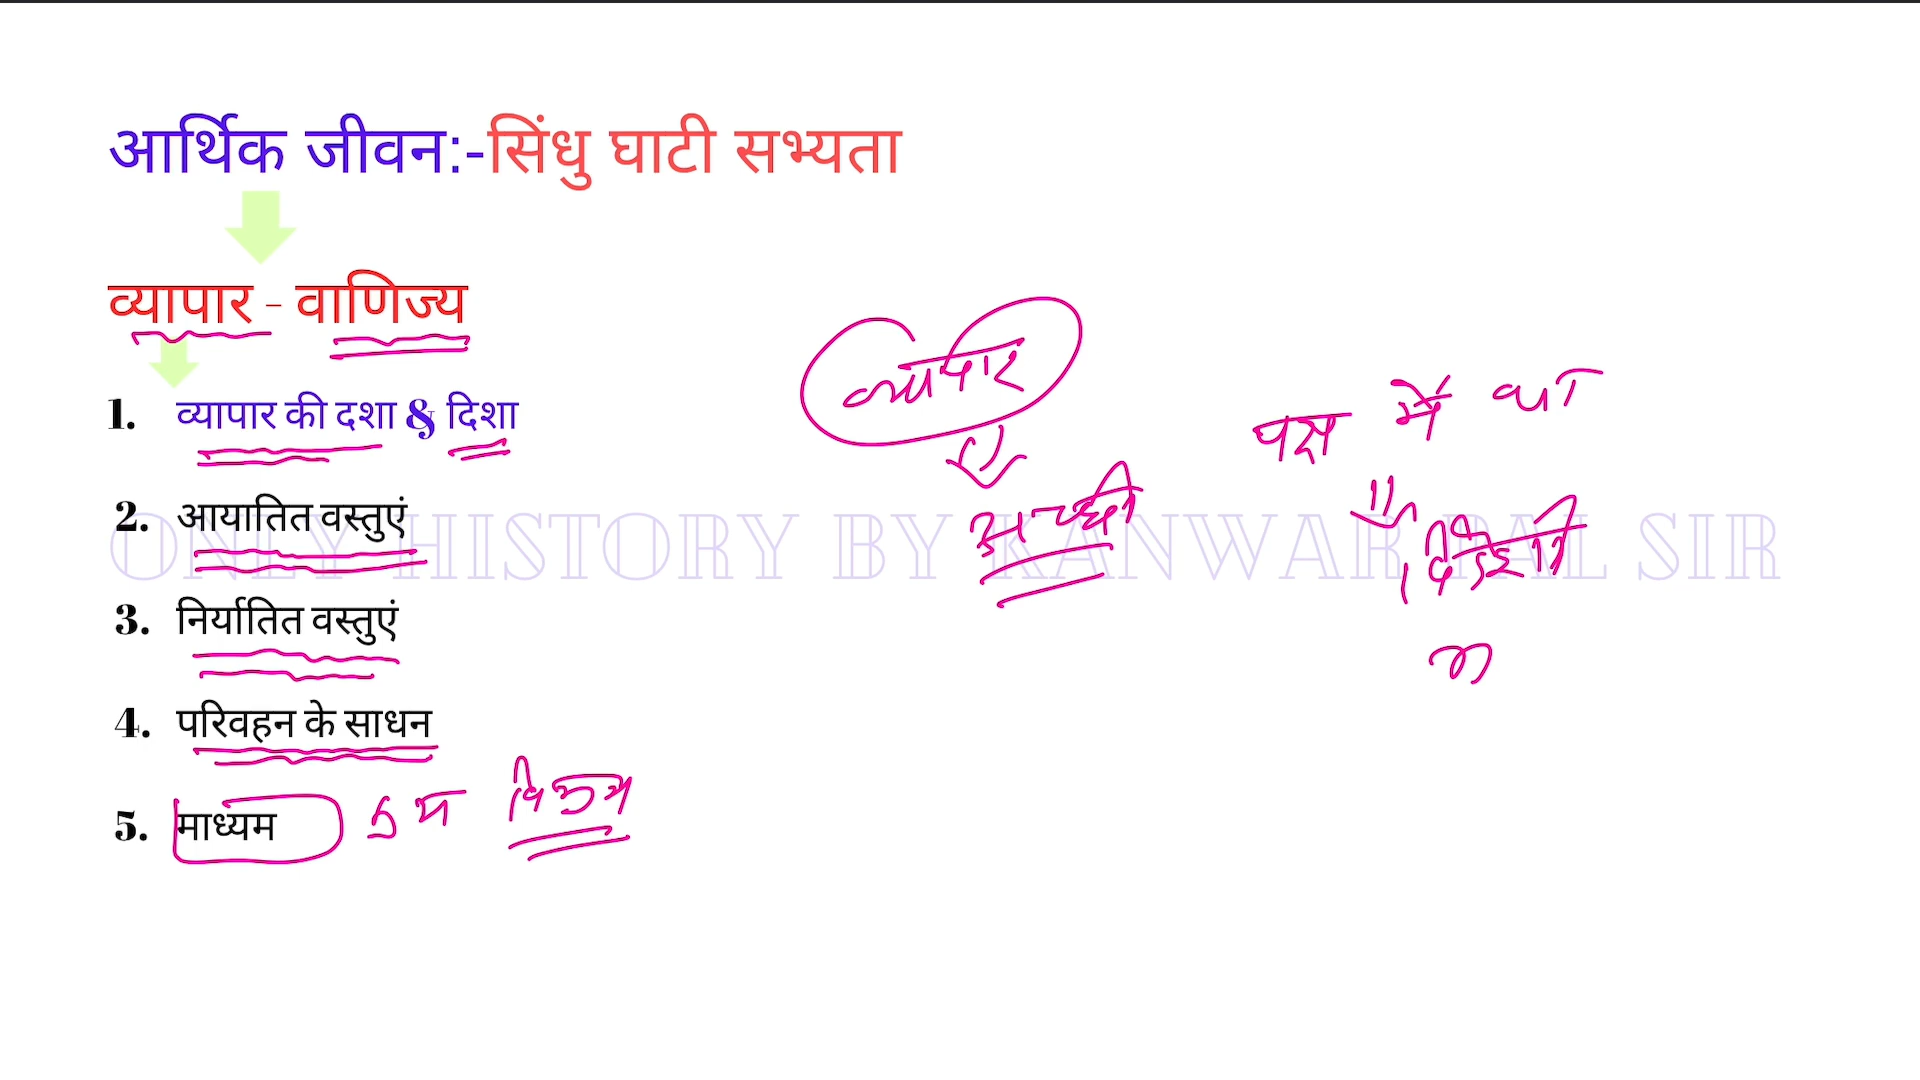 आर्थिक जीवन:-सिंधु घाटी सभ्यता
व्यापार - वाणिज्य
1. व्यापार की दशा & दिशा
2. आयातित वस्तुएं
3. निर्यातित वस्तुएं
4. परिवहन के साधन
5. माध्यम
व्यापार
अच्छी
पक्ष में था
ONLY HISTORY BY KANWAR PAL SIR